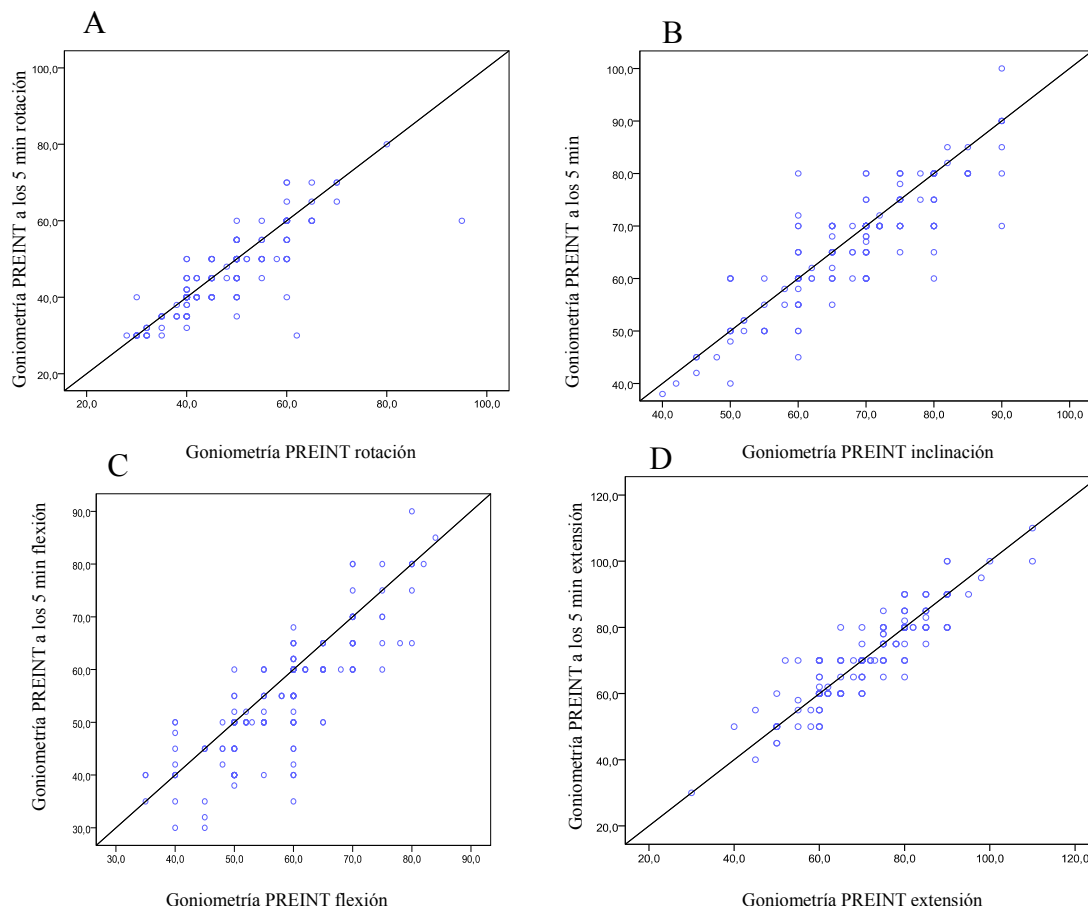 A
Goniometría PREINT a los 5 min rotación
100,0
80,0
60,0
40,0
20,0
20,0 40,0 60,0 80,0 100,0
Goniometría PREINT rotación
B
Goniometría PREINT a los 5 min
100,0
90,0
80,0
70,0
60,0
50,0
40,0
40,0 50,0 60,0 70,0 80,0 90,0 100,0
Goniometría PREINT inclinación
C
Goniometría PREINT a los 5 min flexión
90,0
80,0
70,0
60,0
50,0
40,0
30,0
30,0 40,0 50,0 60,0 70,0 80,0 90,0
Goniometría PREINT flexión
D
Goniometría PREINT a los 5 min extensión
120,0
100,0
80,0
60,0
40,0
20,0
20,0 40,0 60,0 80,0 100,0 120,0
Goniometría PREINT extensión